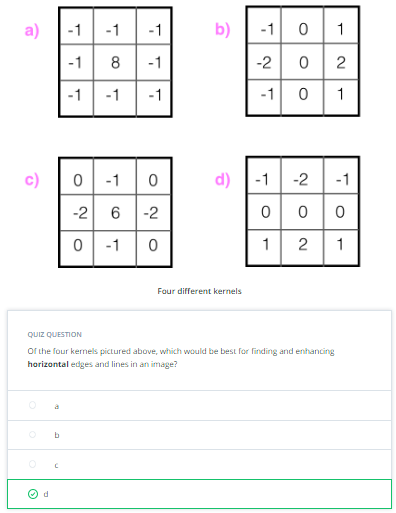 a)
-1 -1 -1
-1 8 -1
-1 -1 -1
b)
-1 0 1
-2 0 2
-1 0 1
c)
0 -1 0
-2 6 -2
0 -1 0
d)
-1 -2 -1
0 0 0
1 2 1
Four different kernels
QUIZ QUESTION
Of the four kernels pictured above, which would be best for finding and enhancing
horizontal edges and lines in an image?
a
b
c
d